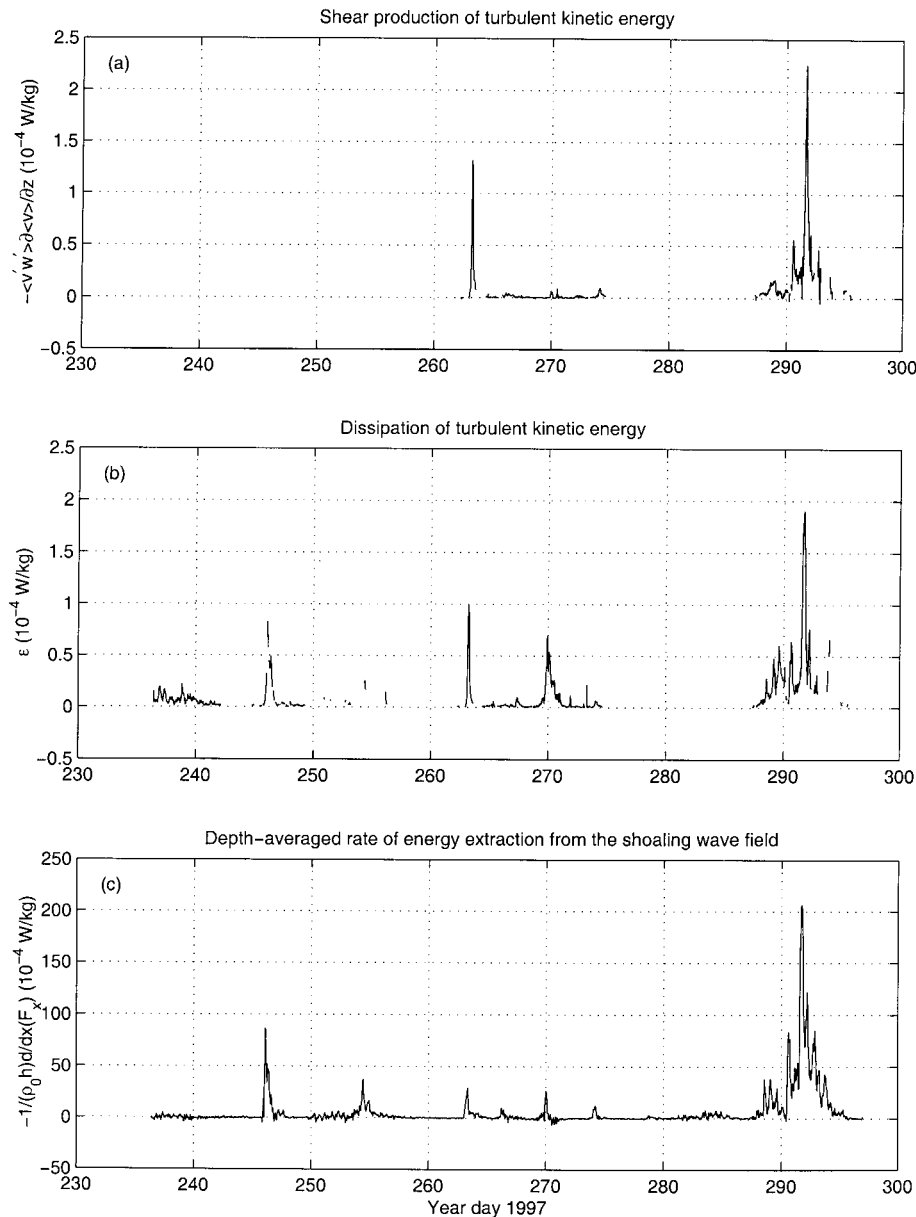 Shear production of turbulent kinetic energy
(a)
−<v'w'>∂<v>/∂z (10⁻⁴ W/kg)
2.5
2
1.5
1
0.5
0
−0.5
230 240 250 260 270 280 290 300
Dissipation of turbulent kinetic energy
(b)
ε (10⁻⁴ W/kg)
2.5
2
1.5
1
0.5
0
−0.5
230 240 250 260 270 280 290 300
Depth−averaged rate of energy extraction from the shoaling wave field
(c)
−1/(ρ₀h)d/dx(Fₓ) (10⁻⁴ W/kg)
250
200
150
100
50
0
−50
230 240 250 260 270 280 290 300
Year day 1997